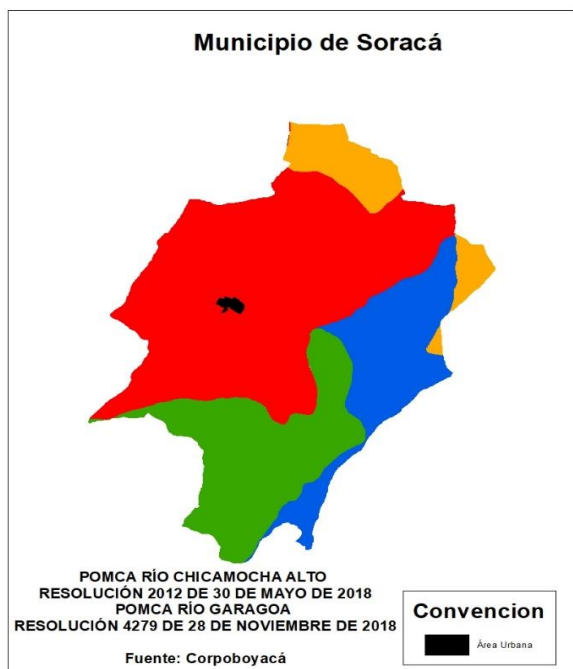 Municipio de Soracá
POMCA RÍO CHICAMOCHA ALTO
RESOLUCIÓN 2012 DE 30 DE MAYO DE 2018
POMCA RÍO GARAGOA
RESOLUCIÓN 4279 DE 28 DE NOVIEMBRE DE 2018
Fuente: Corpoboyacá
Convencion
Área Urbana